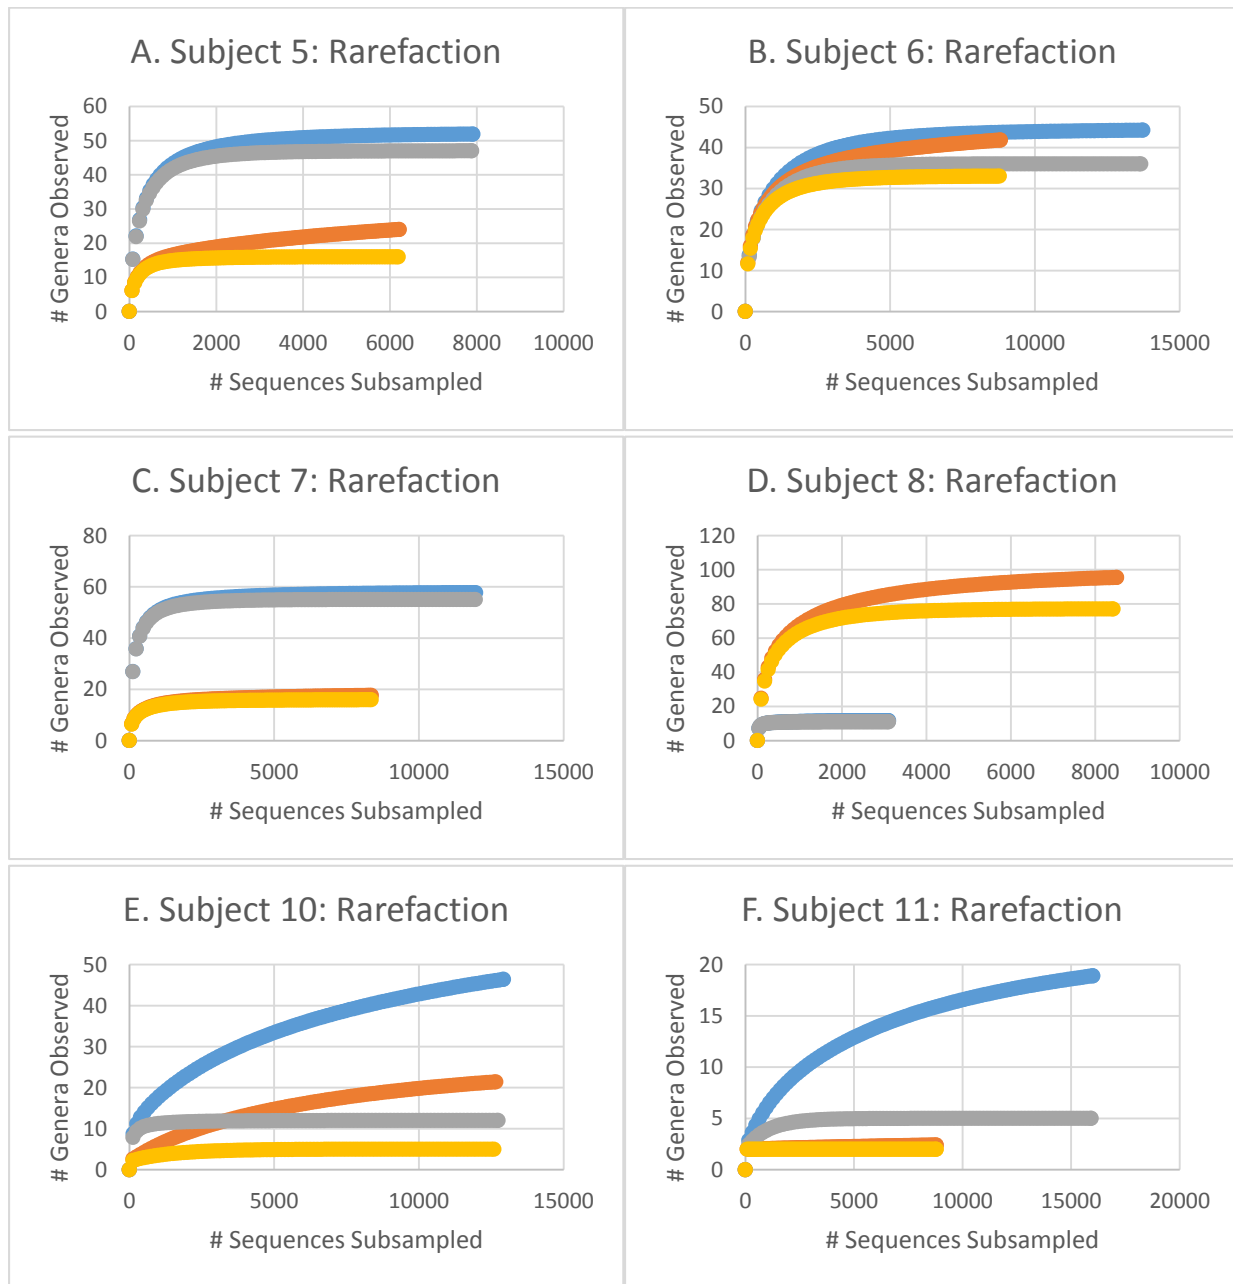 A. Subject 5: Rarefaction
# Genera Observed
60
50
40
30
20
10
0
0 2000 4000 6000 8000 10000
# Sequences Subsampled
B. Subject 6: Rarefaction
# Genera Observed
50
40
30
20
10
0
0 5000 10000 15000
# Sequences Subsampled
C. Subject 7: Rarefaction
# Genera Observed
80
60
40
20
0
0 5000 10000 15000
# Sequences Subsampled
D. Subject 8: Rarefaction
# Genera Observed
120
100
80
60
40
20
0
0 2000 4000 6000 8000 10000
# Sequences Subsampled
E. Subject 10: Rarefaction
# Genera Observed
50
40
30
20
10
0
0 5000 10000 15000
# Sequences Subsampled
F. Subject 11: Rarefaction
# Genera Observed
20
15
10
5
0
0 5000 10000 15000 20000
# Sequences Subsampled